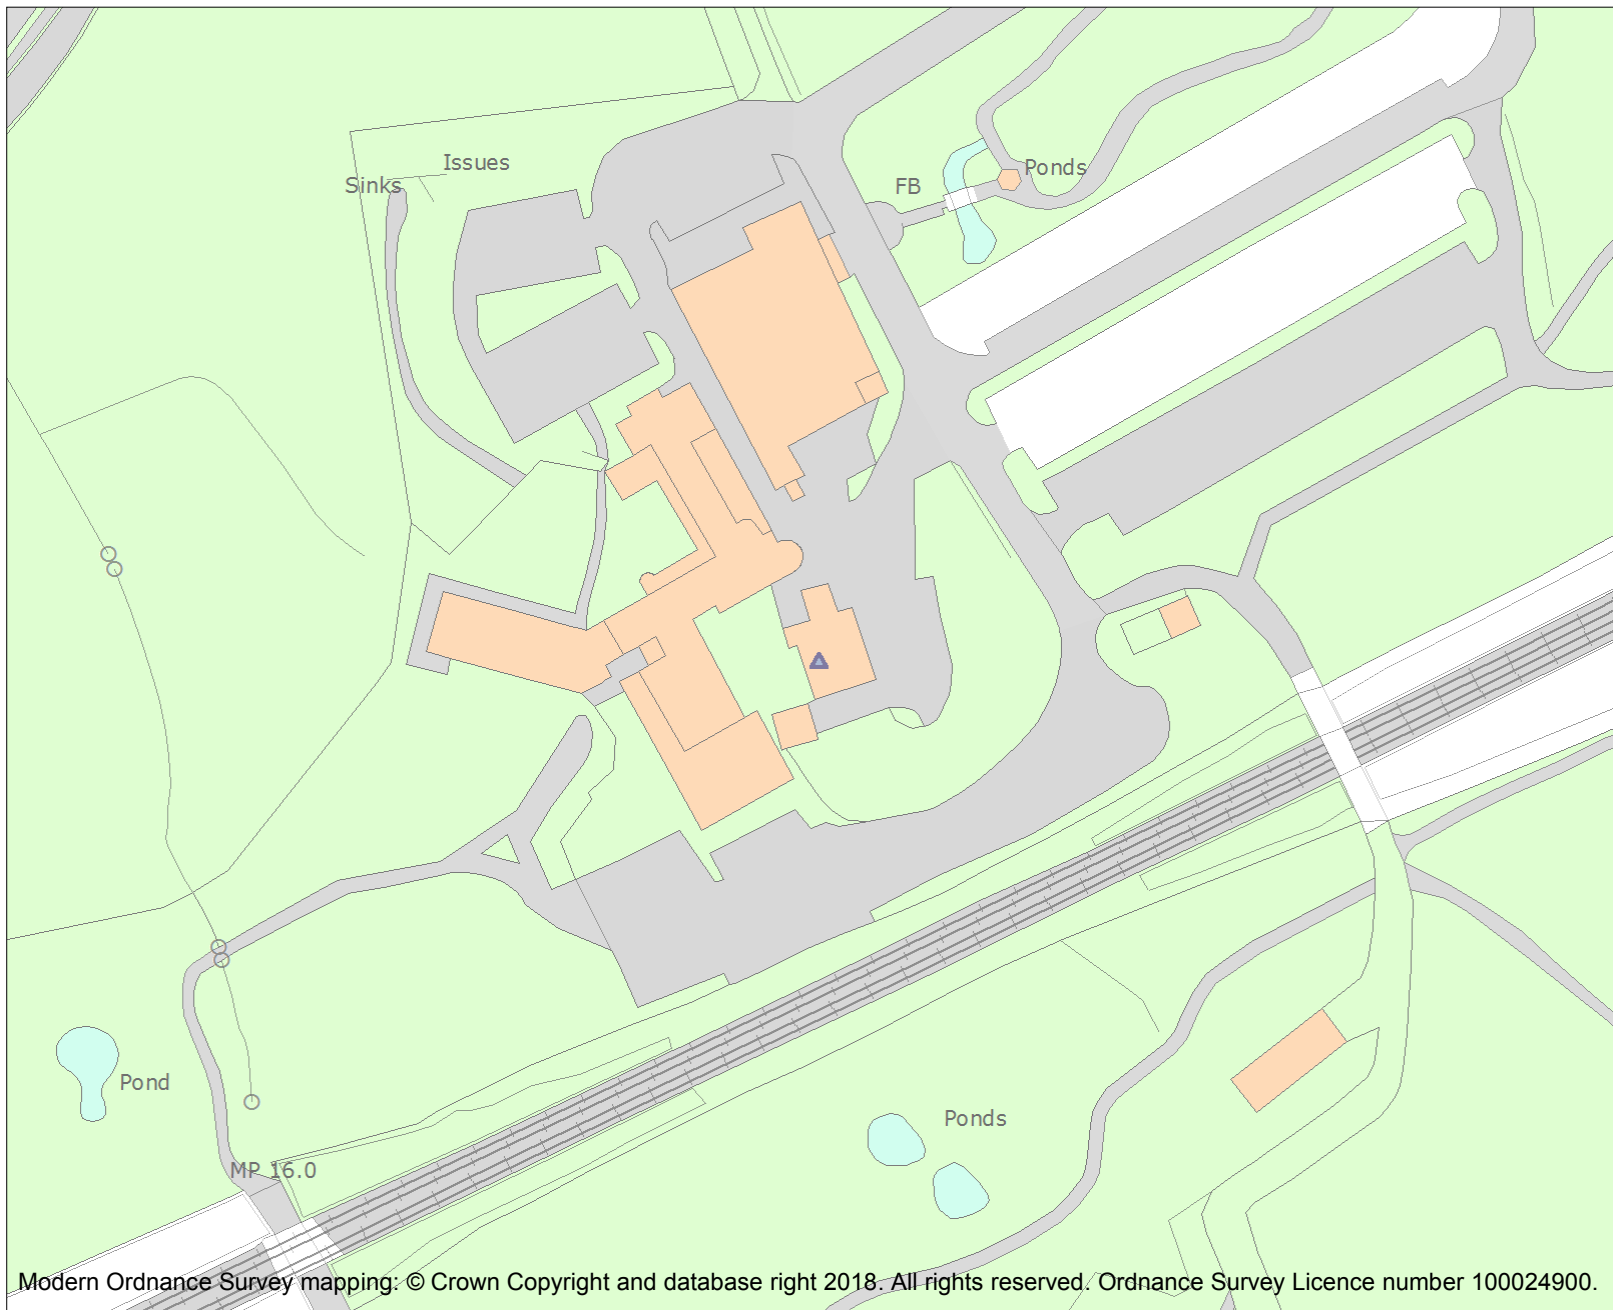 Issues
Sinks
Ponds
FB
Pond
Ponds
MP 16.0
Modern Ordnance Survey mapping: © Crown Copyright and database right 2018. All rights reserved. Ordnance Survey Licence number 100024900.